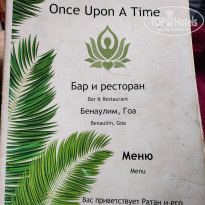 Once Upon A Time
Бар и ресторан
Bar & Restaurant
Бенаулим, Гоа
Benaulim, Goa
Меню
Menu
Вас приветствует Ратан и его